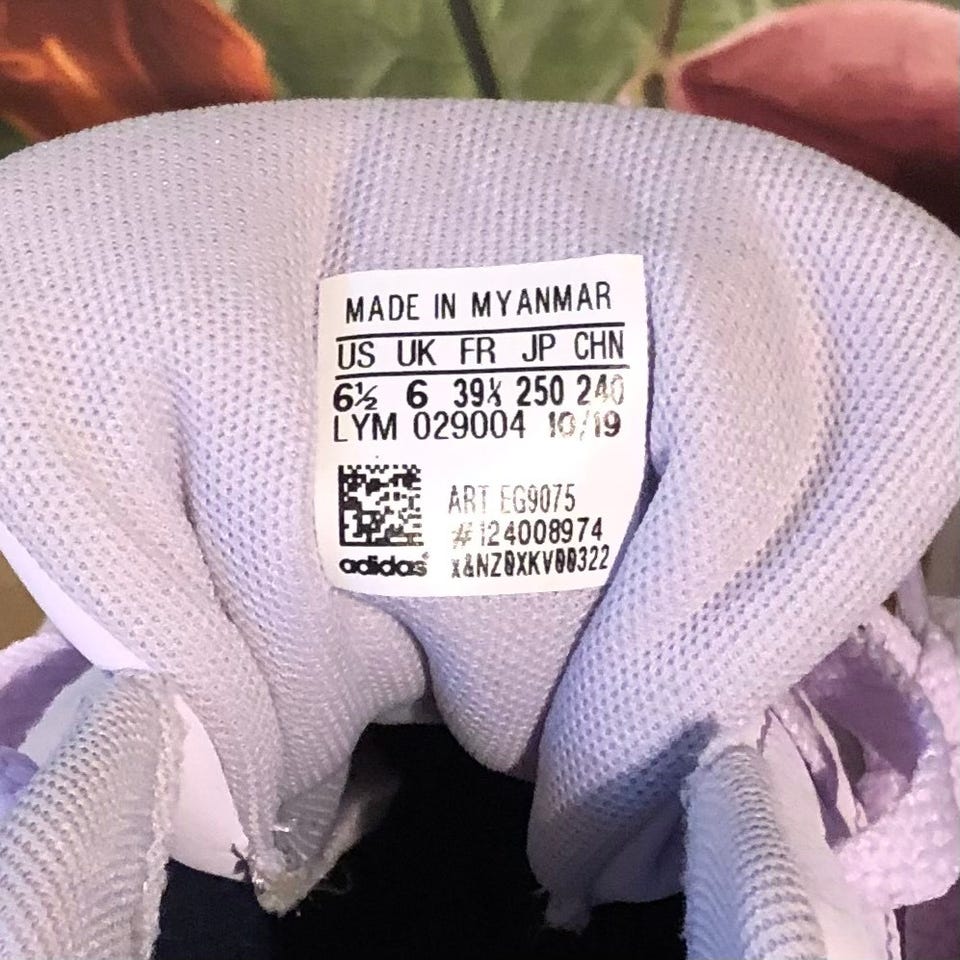 MADE IN MYANMAR
US UK FR JP CHN
6½ 6 39⅓ 250 240
LYM 029004 10/19
ART EG9075
#124008974
adidas x&NZ0XKV00322